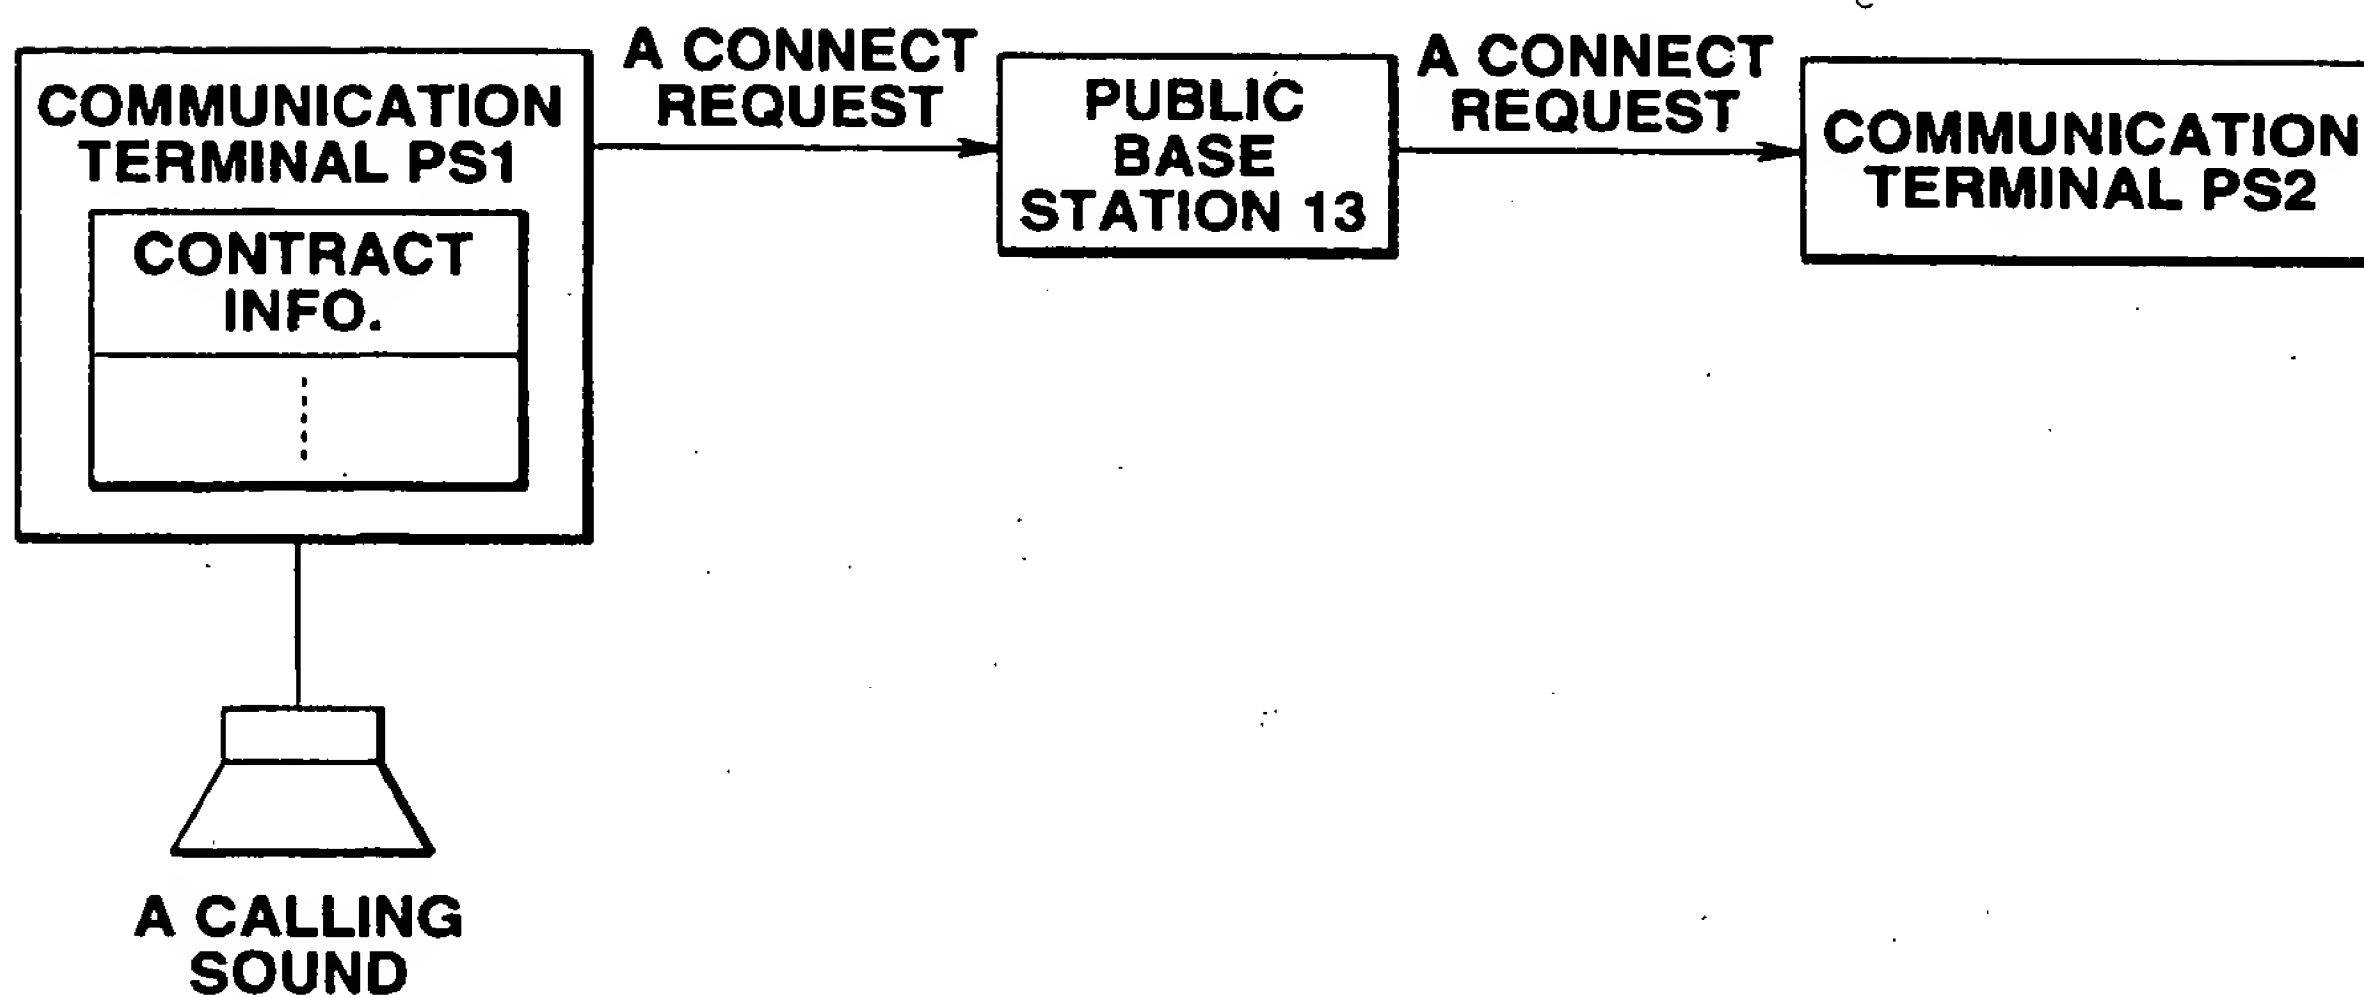 COMMUNICATION
TERMINAL PS1
CONTRACT
INFO.
A CALLING
SOUND
A CONNECT
REQUEST
PUBLIC
BASE
STATION 13
A CONNECT
REQUEST
COMMUNICATION
TERMINAL PS2